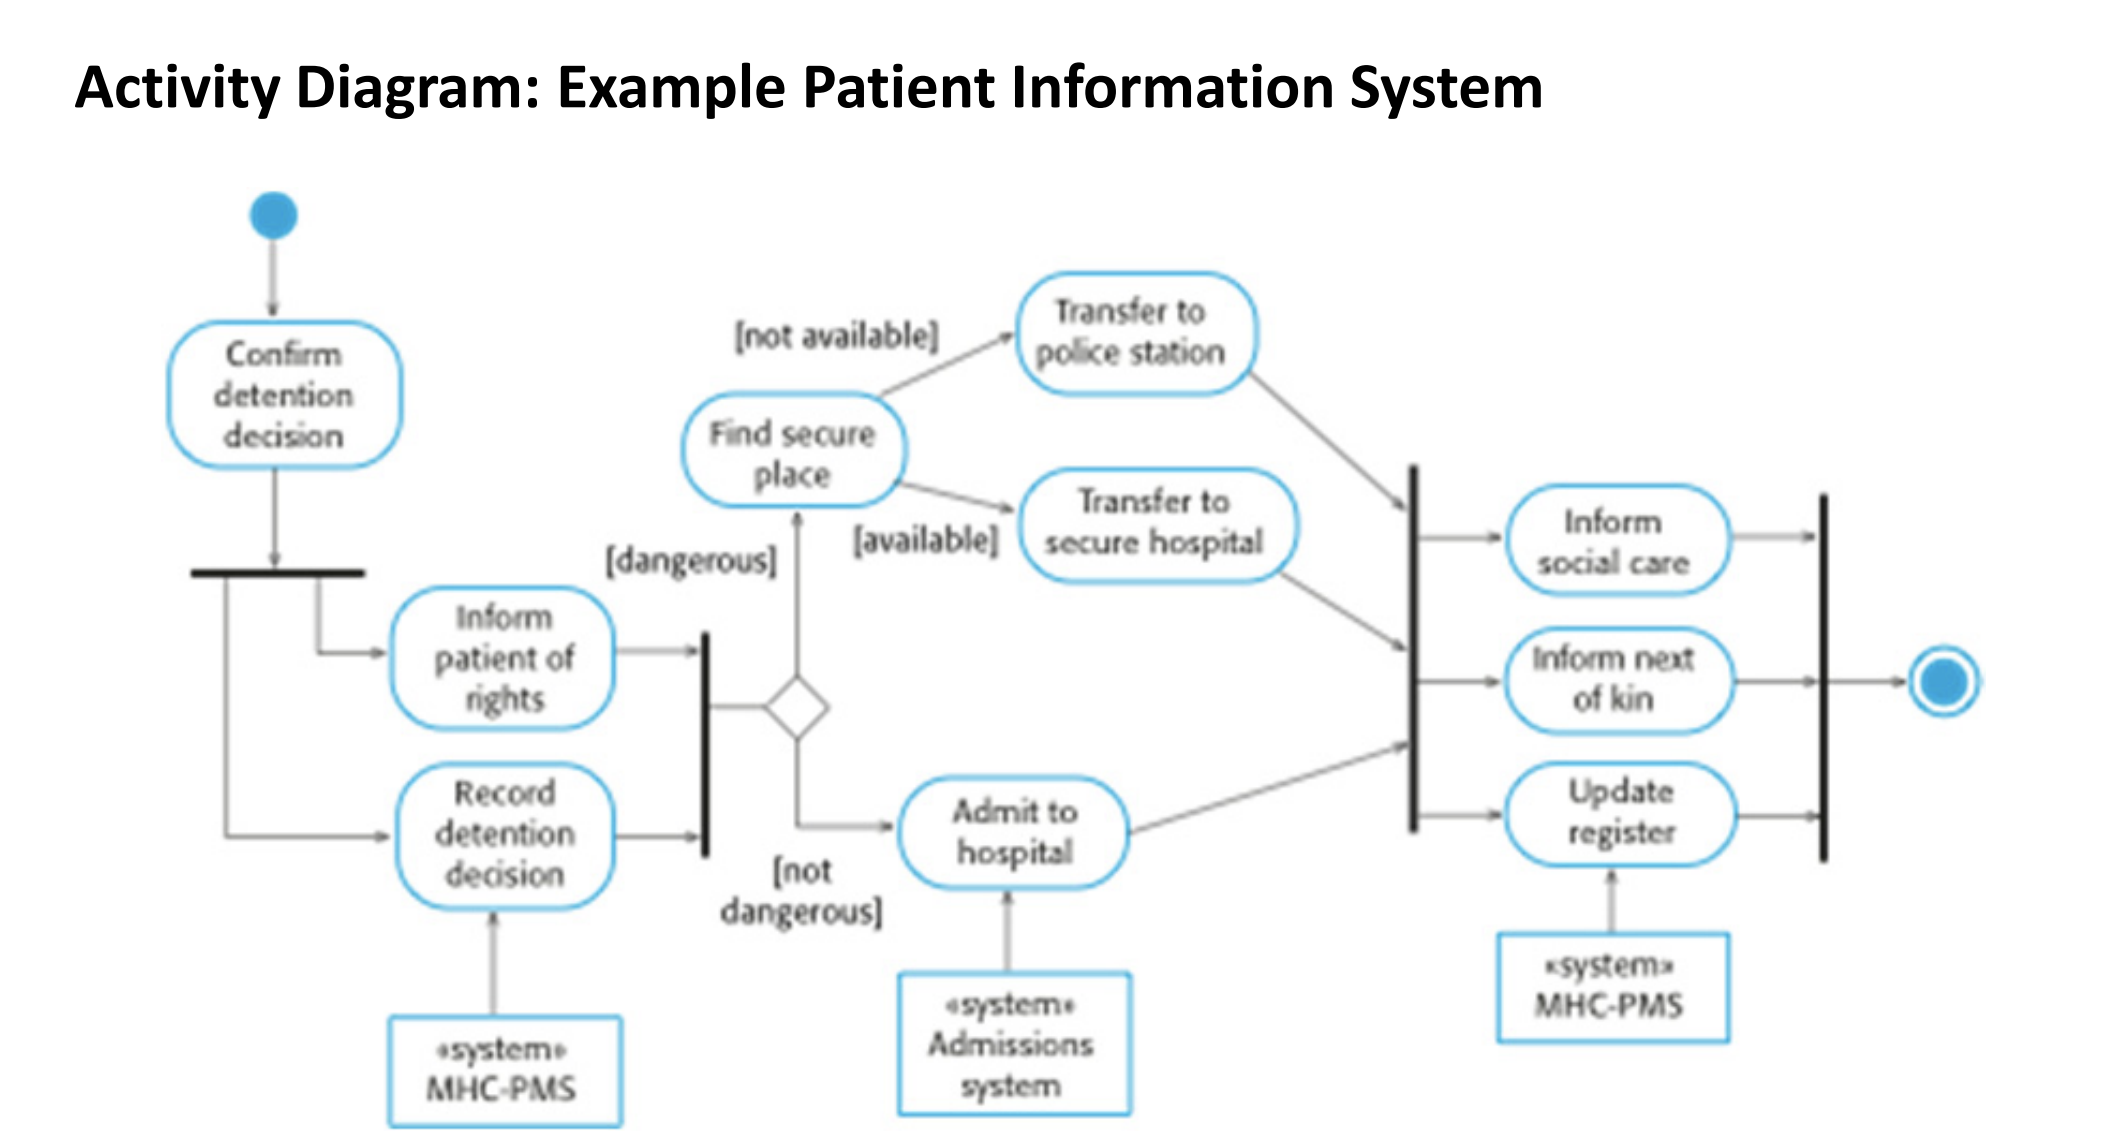 Activity Diagram: Example Patient Information System
Confirm
detention
decision
Inform
patient of
rights
Record
detention
decision
«system»
MHC-PMS
[dangerous]
[not
dangerous]
Find secure
place
[not available]
[available]
Transfer to
police station
Transfer to
secure hospital
Admit to
hospital
«system»
Admissions
system
Inform
social care
Inform next
of kin
Update
register
«system»
MHC-PMS